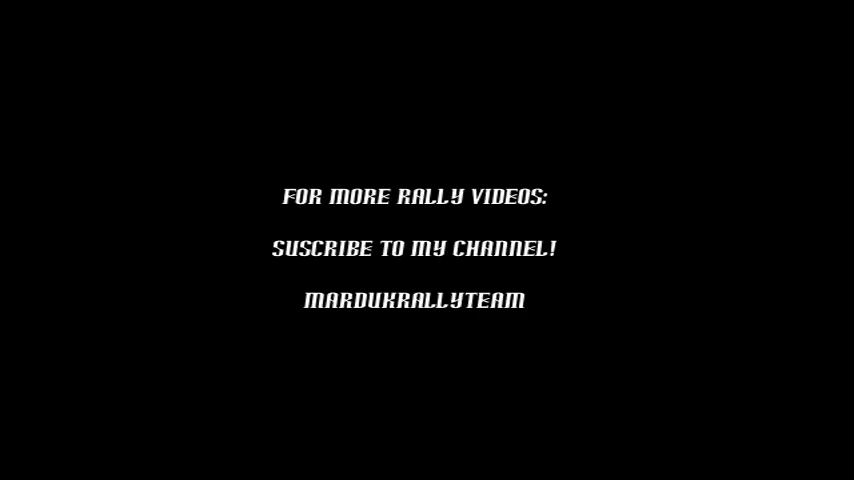 FOR MORE RALLY VIDEOS:
SUSCRIBE TO MY CHANNEL!
MARDUKRALLYTEAM